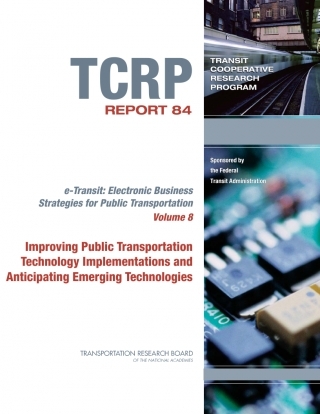 TCRP
REPORT 84
TRANSIT
COOPERATIVE
RESEARCH
PROGRAM
Sponsored by
the Federal
Transit Administration
e-Transit: Electronic Business
Strategies for Public Transportation
Volume 8
Improving Public Transportation
Technology Implementations and
Anticipating Emerging Technologies
TRANSPORTATION RESEARCH BOARD
OF THE NATIONAL ACADEMIES